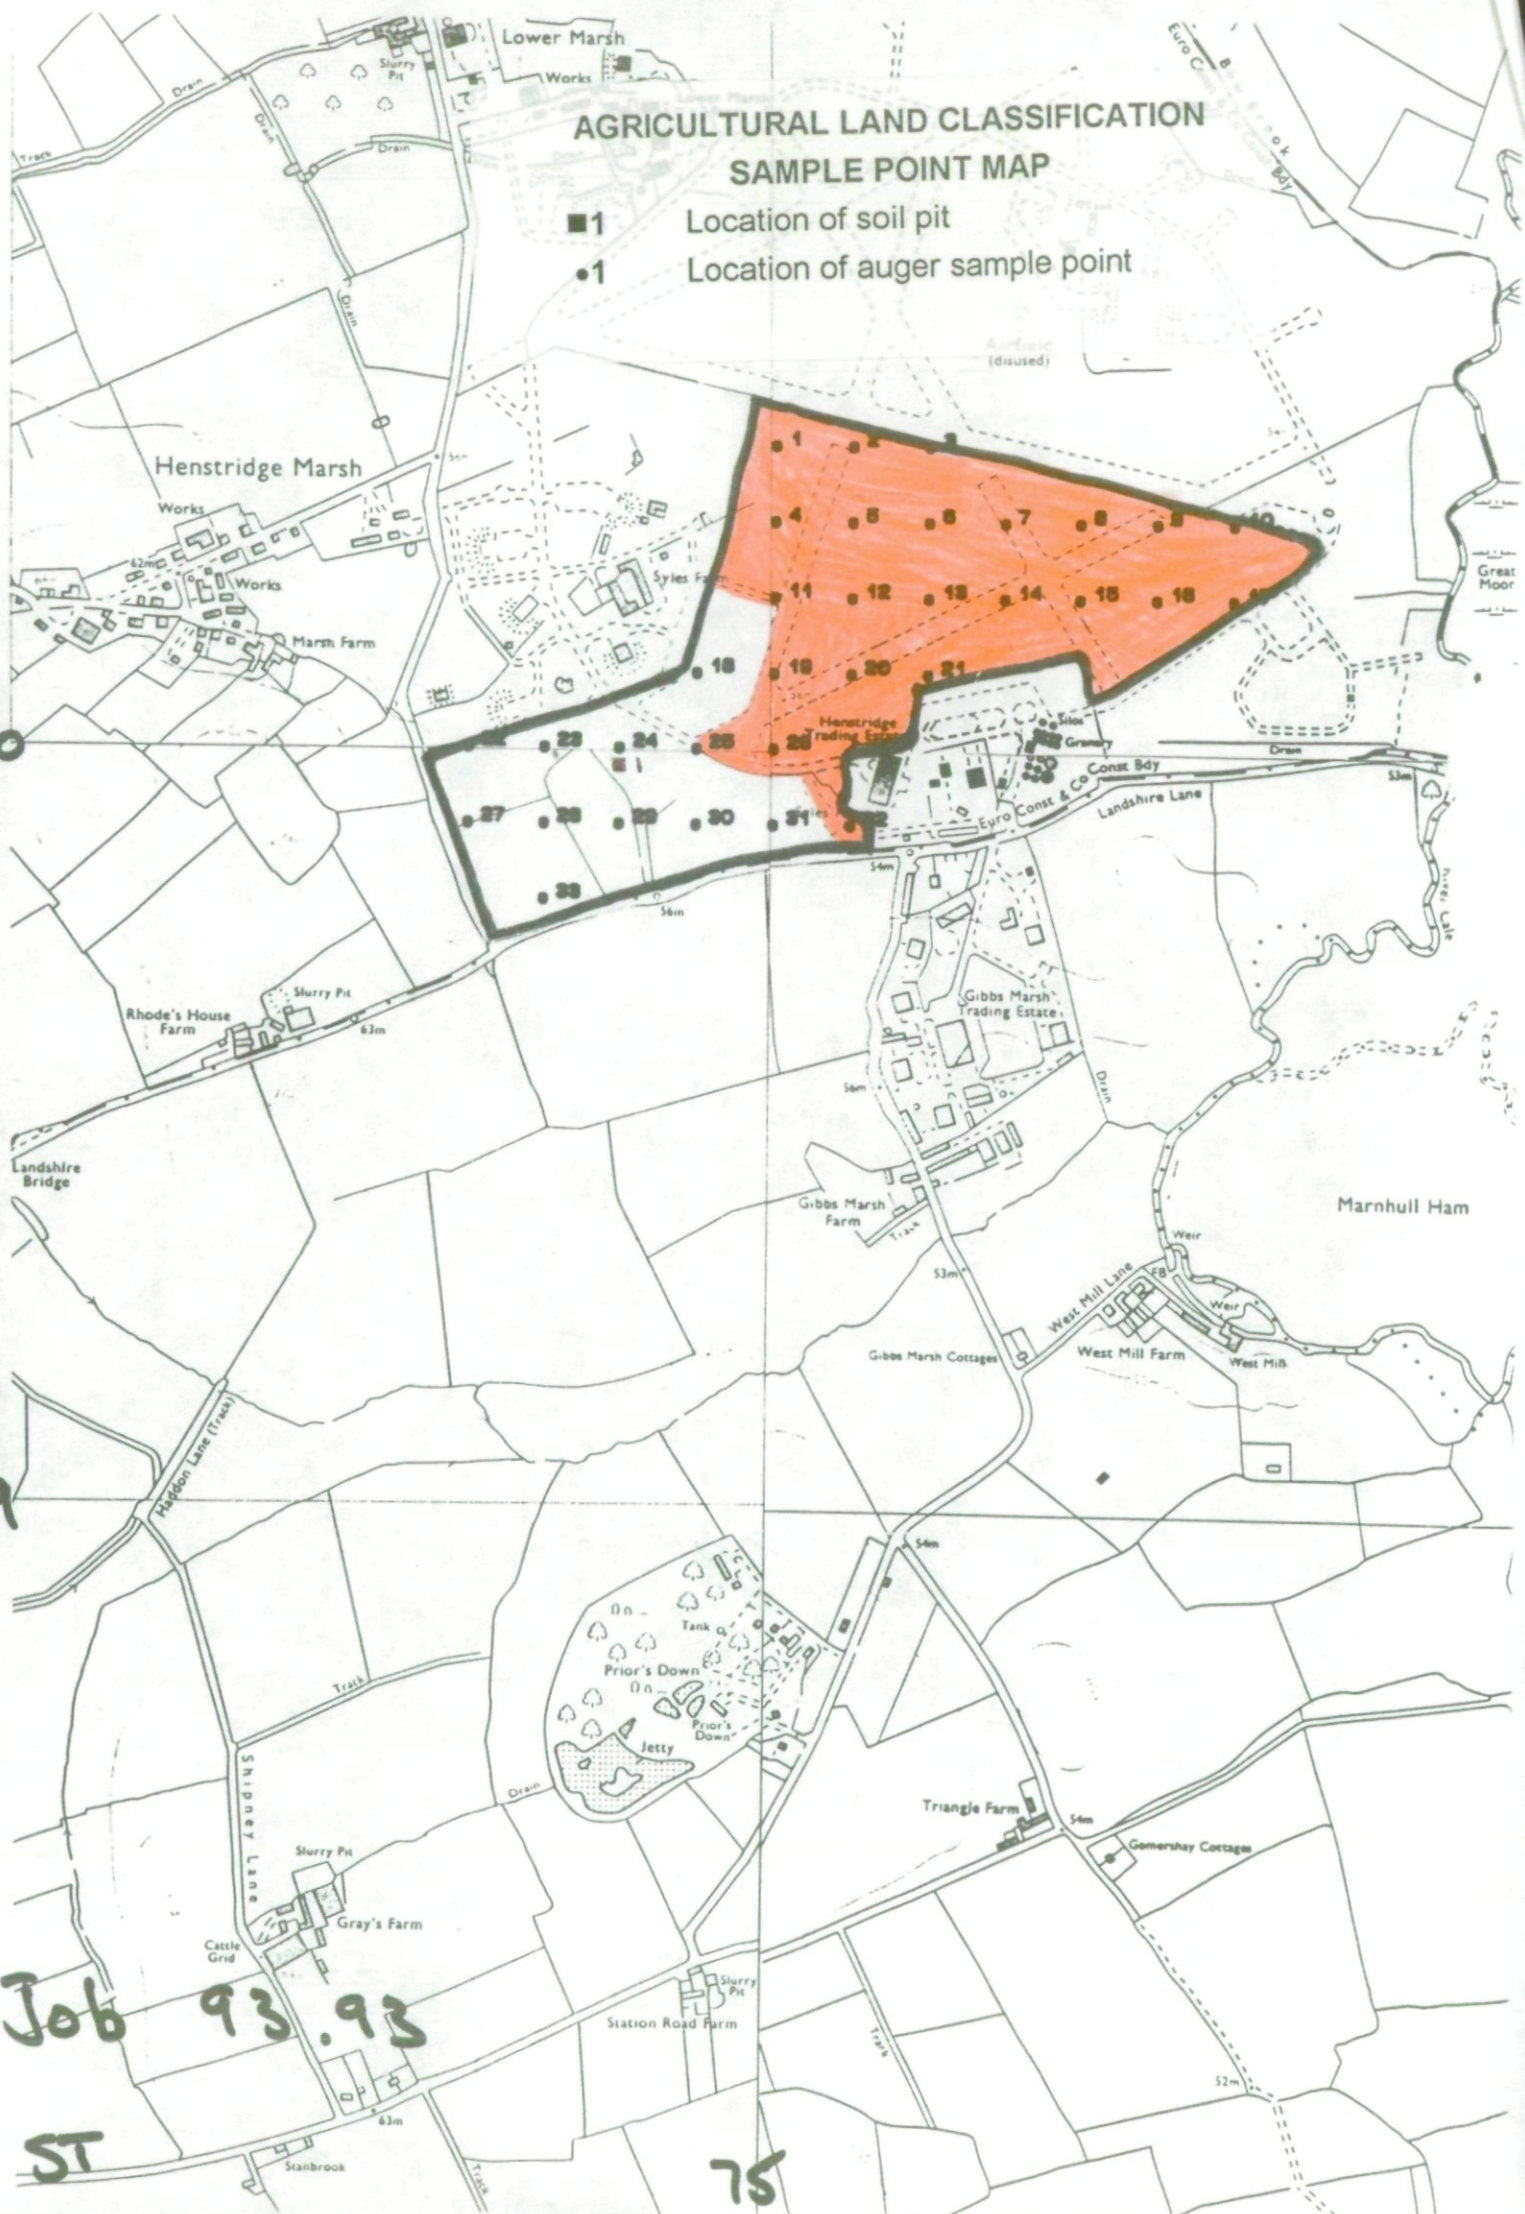 Lower Marsh
Slurry
Pit
Works
Drain
Drain
Drain
Track
Drain
AGRICULTURAL LAND CLASSIFICATION
SAMPLE POINT MAP
■1 Location of soil pit
•1 Location of auger sample point
Airfield
(disused)
Henstridge Marsh
Works
62m
Works
Marsh Farm
Syles Farm
1 2 3
4 5 6 7 8 9 10
11 12 13 14 15 16 17
18 19 20 21
22 23 24 25 26
1
27 28 29 30 31 32
33
Henstridge
Trading Estate
Silos
Granary
Euro Const & Co Const Bdy
Landshire Lane
Drain
53m
Great
Moor
54m
56m
Rhode's House
Farm
Slurry Pit
63m
Gibbs Marsh
Trading Estate
56m
Drain
Landshire
Bridge
Gibbs Marsh
Farm
Track
Marnhull Ham
53m
Weir
FB
Weir
West Mill Lane
Gibbs Marsh Cottages
West Mill Farm
West Mill
Haddon Lane (Track)
54m
Tank
Prior's Down
Prior's
Down
Jetty
Drain
Track
Shipney Lane
Triangle Farm
54m
Gomershay Cottages
Slurry Pit
Gray's Farm
Cattle
Grid
Slurry
Pit
Station Road Farm
Track
Job 93.93
52m
63m
ST
Stanbrook
Track
75